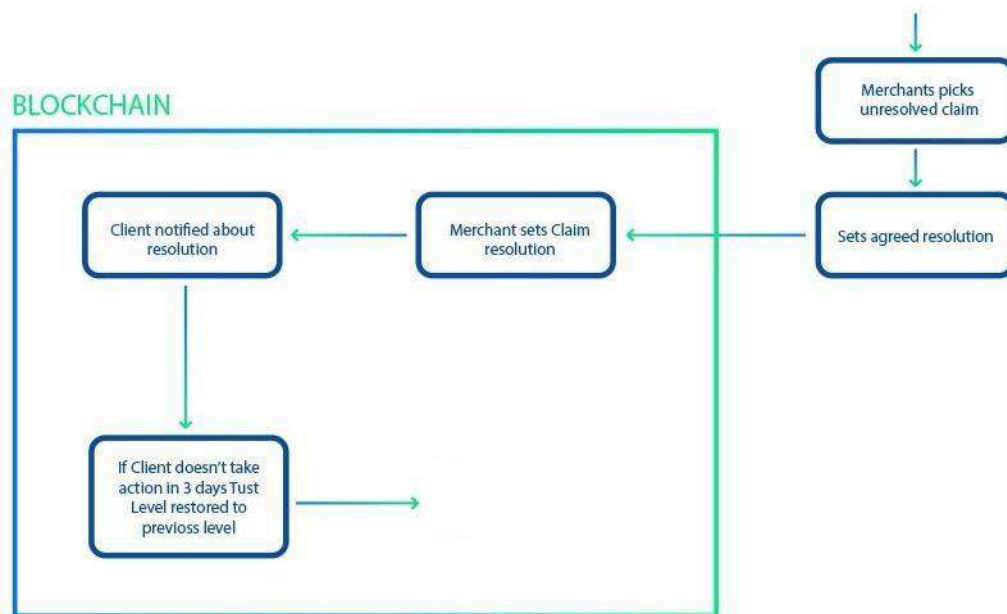 BLOCKCHAIN
Merchants picks
unresolved claim
Sets agreed resolution
Merchant sets Claim
resolution
Client notified about
resolution
If Client doesn't take
action in 3 days Tust
Level restored to
previoss level